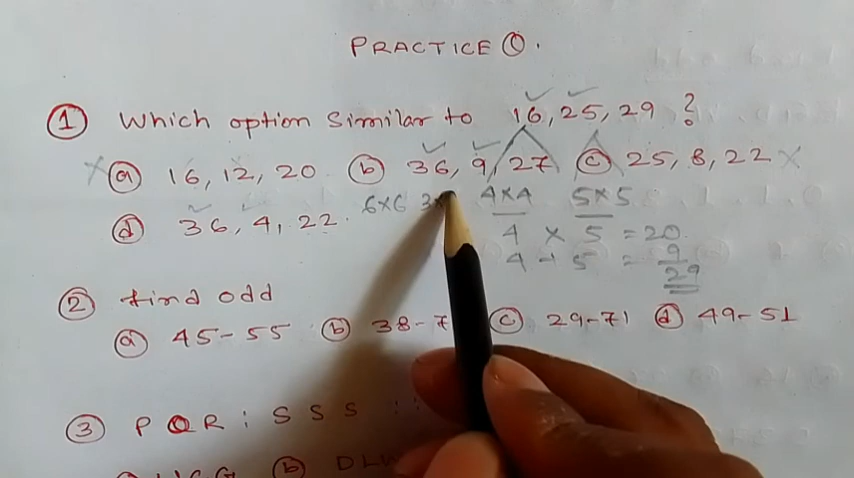 PRACTICE ①.
① Which option similar to 16, 25, 29 ?
ⓐ 16, 12, 20 ⓑ 36, 9, 27 ⓒ 25, 8, 22
ⓓ 36, 4, 22. 6×6 4×4 5×5
4 × 5 = 20
4 + 5 = 9
29
② find odd
ⓐ 45-55 ⓑ 38-7 ⓒ 29-71 ⓓ 49-51
③ PQR : SSS ::
ⓑ